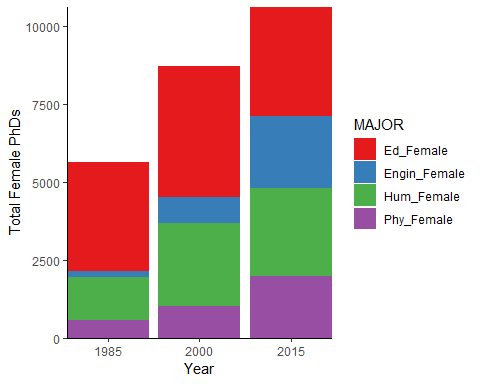 10000
7500
5000
2500
0
Total Female PhDs
1985
2000
2015
Year
MAJOR
Ed_Female
Engin_Female
Hum_Female
Phy_Female